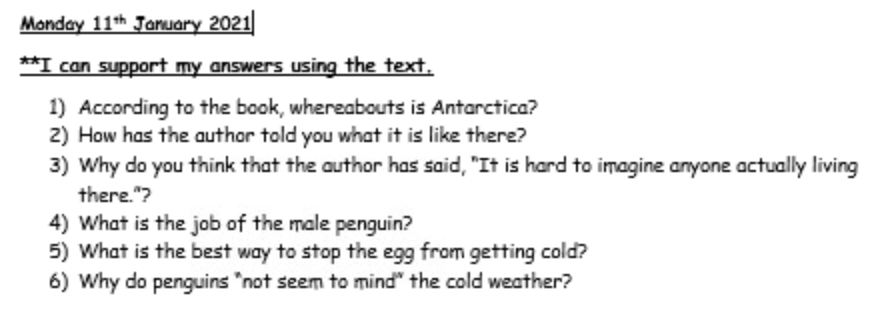 Monday 11th January 2021
**I can support my answers using the text.
1) According to the book, whereabouts is Antarctica?
2) How has the author told you what it is like there?
3) Why do you think that the author has said, "It is hard to imagine anyone actually living
there."?
4) What is the job of the male penguin?
5) What is the best way to stop the egg from getting cold?
6) Why do penguins "not seem to mind" the cold weather?